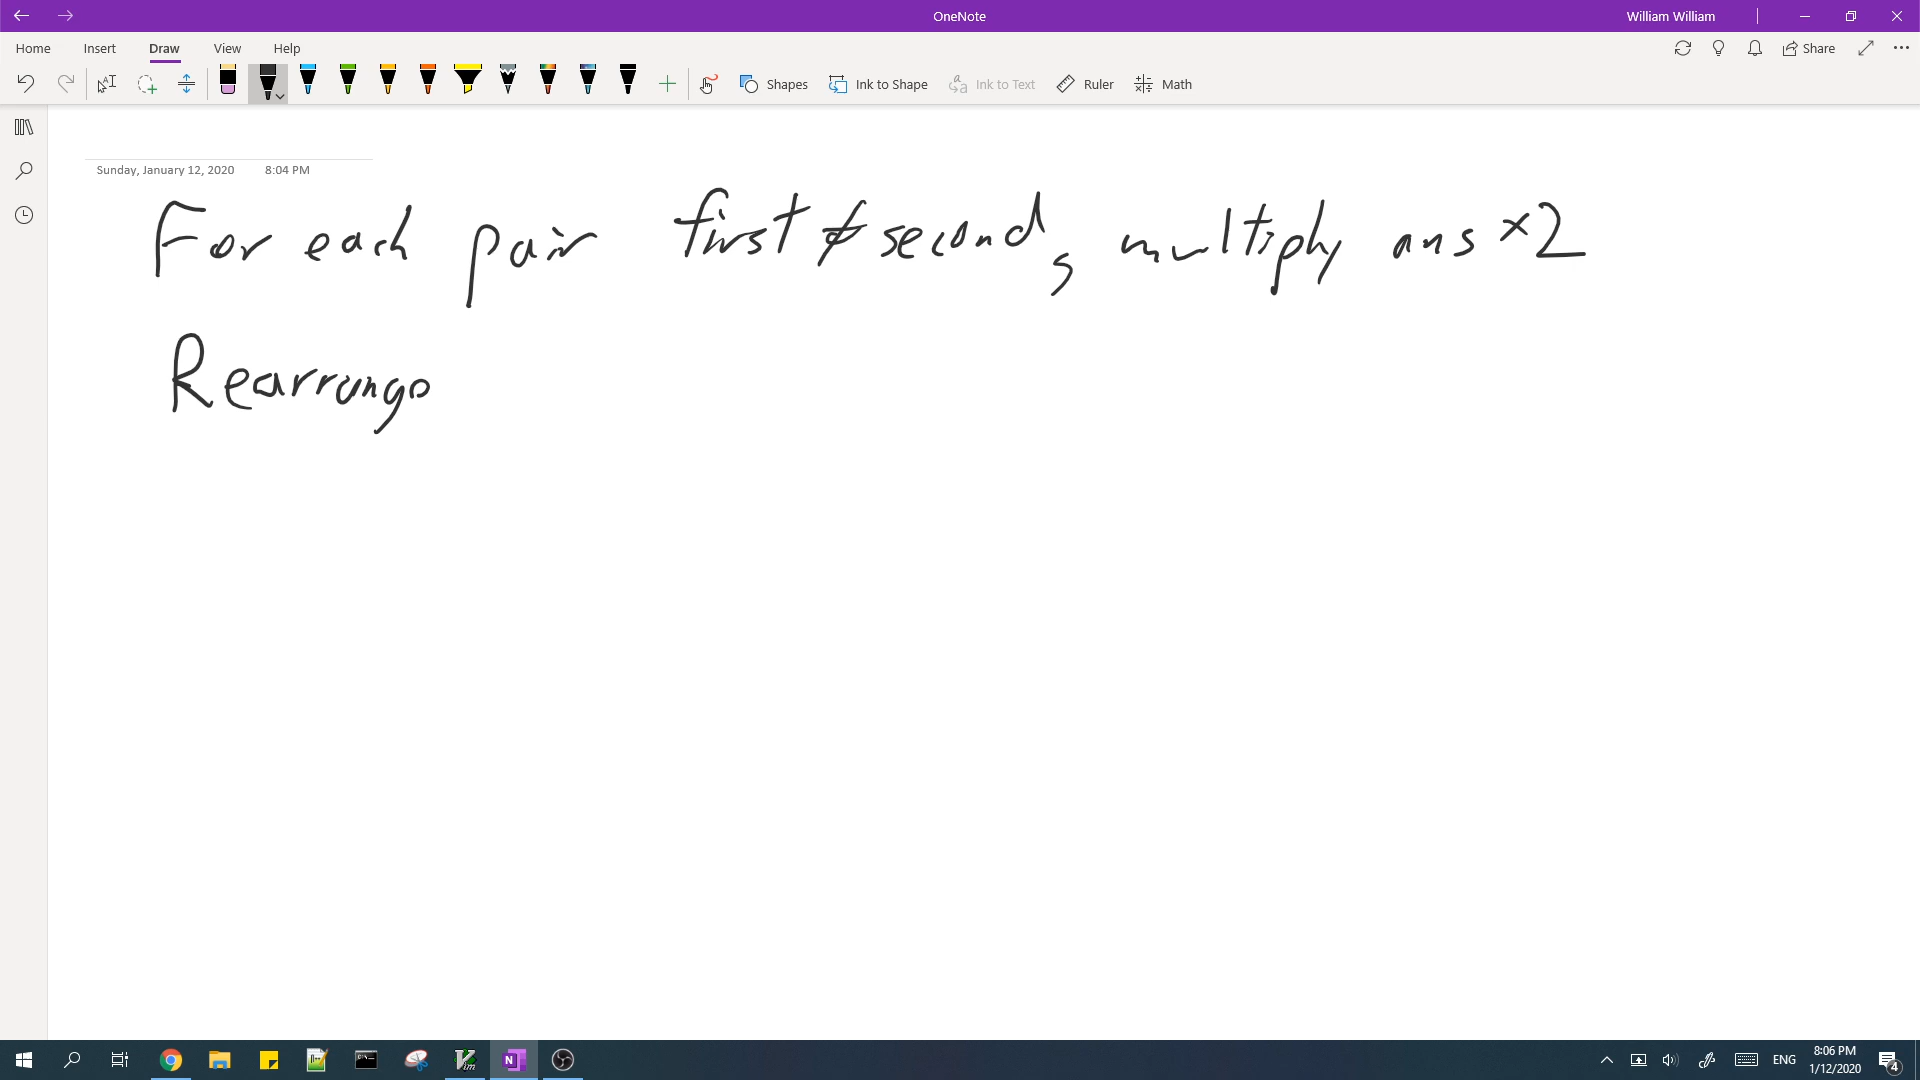 OneNote
William William
Home Insert Draw View Help
Share
Shapes Ink to Shape Ink to Text Ruler Math
Sunday, January 12, 2020 8:04 PM
For each pair first ≠ second, multiply ans ×2
Rearrange
ENG
8:06 PM
1/12/2020
4